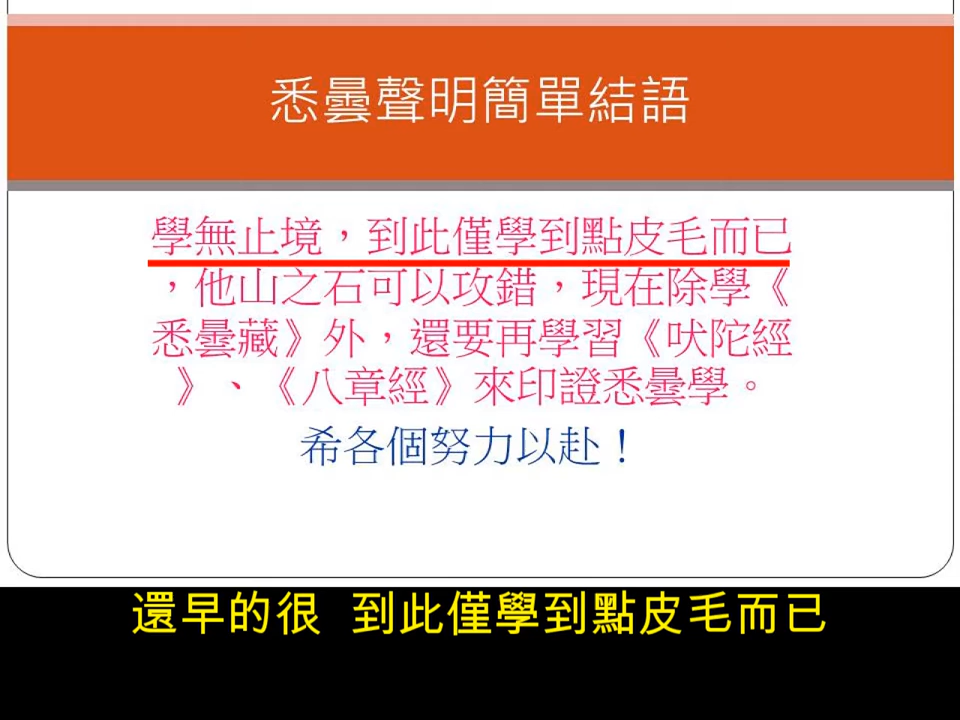 悉曇聲明簡單結語
學無止境，到此僅學到點皮毛而已
，他山之石可以攻錯，現在除學《
悉曇藏》外，還要再學習《吠陀經
》、《八章經》來印證悉曇學。
希各個努力以赴！
還早的很 到此僅學到點皮毛而已